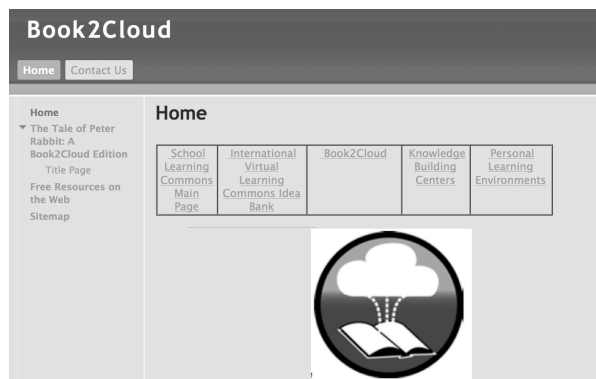 Book2Cloud
Home
Contact Us
Home
The Tale of Peter
Rabbit: A
Book2Cloud Edition
Title Page
Free Resources on
the Web
Sitemap
Home
School
Learning
Commons
Main
Page
International
Virtual
Learning
Commons Idea
Bank
Book2Cloud
Knowledge
Building
Centers
Personal
Learning
Environments
,